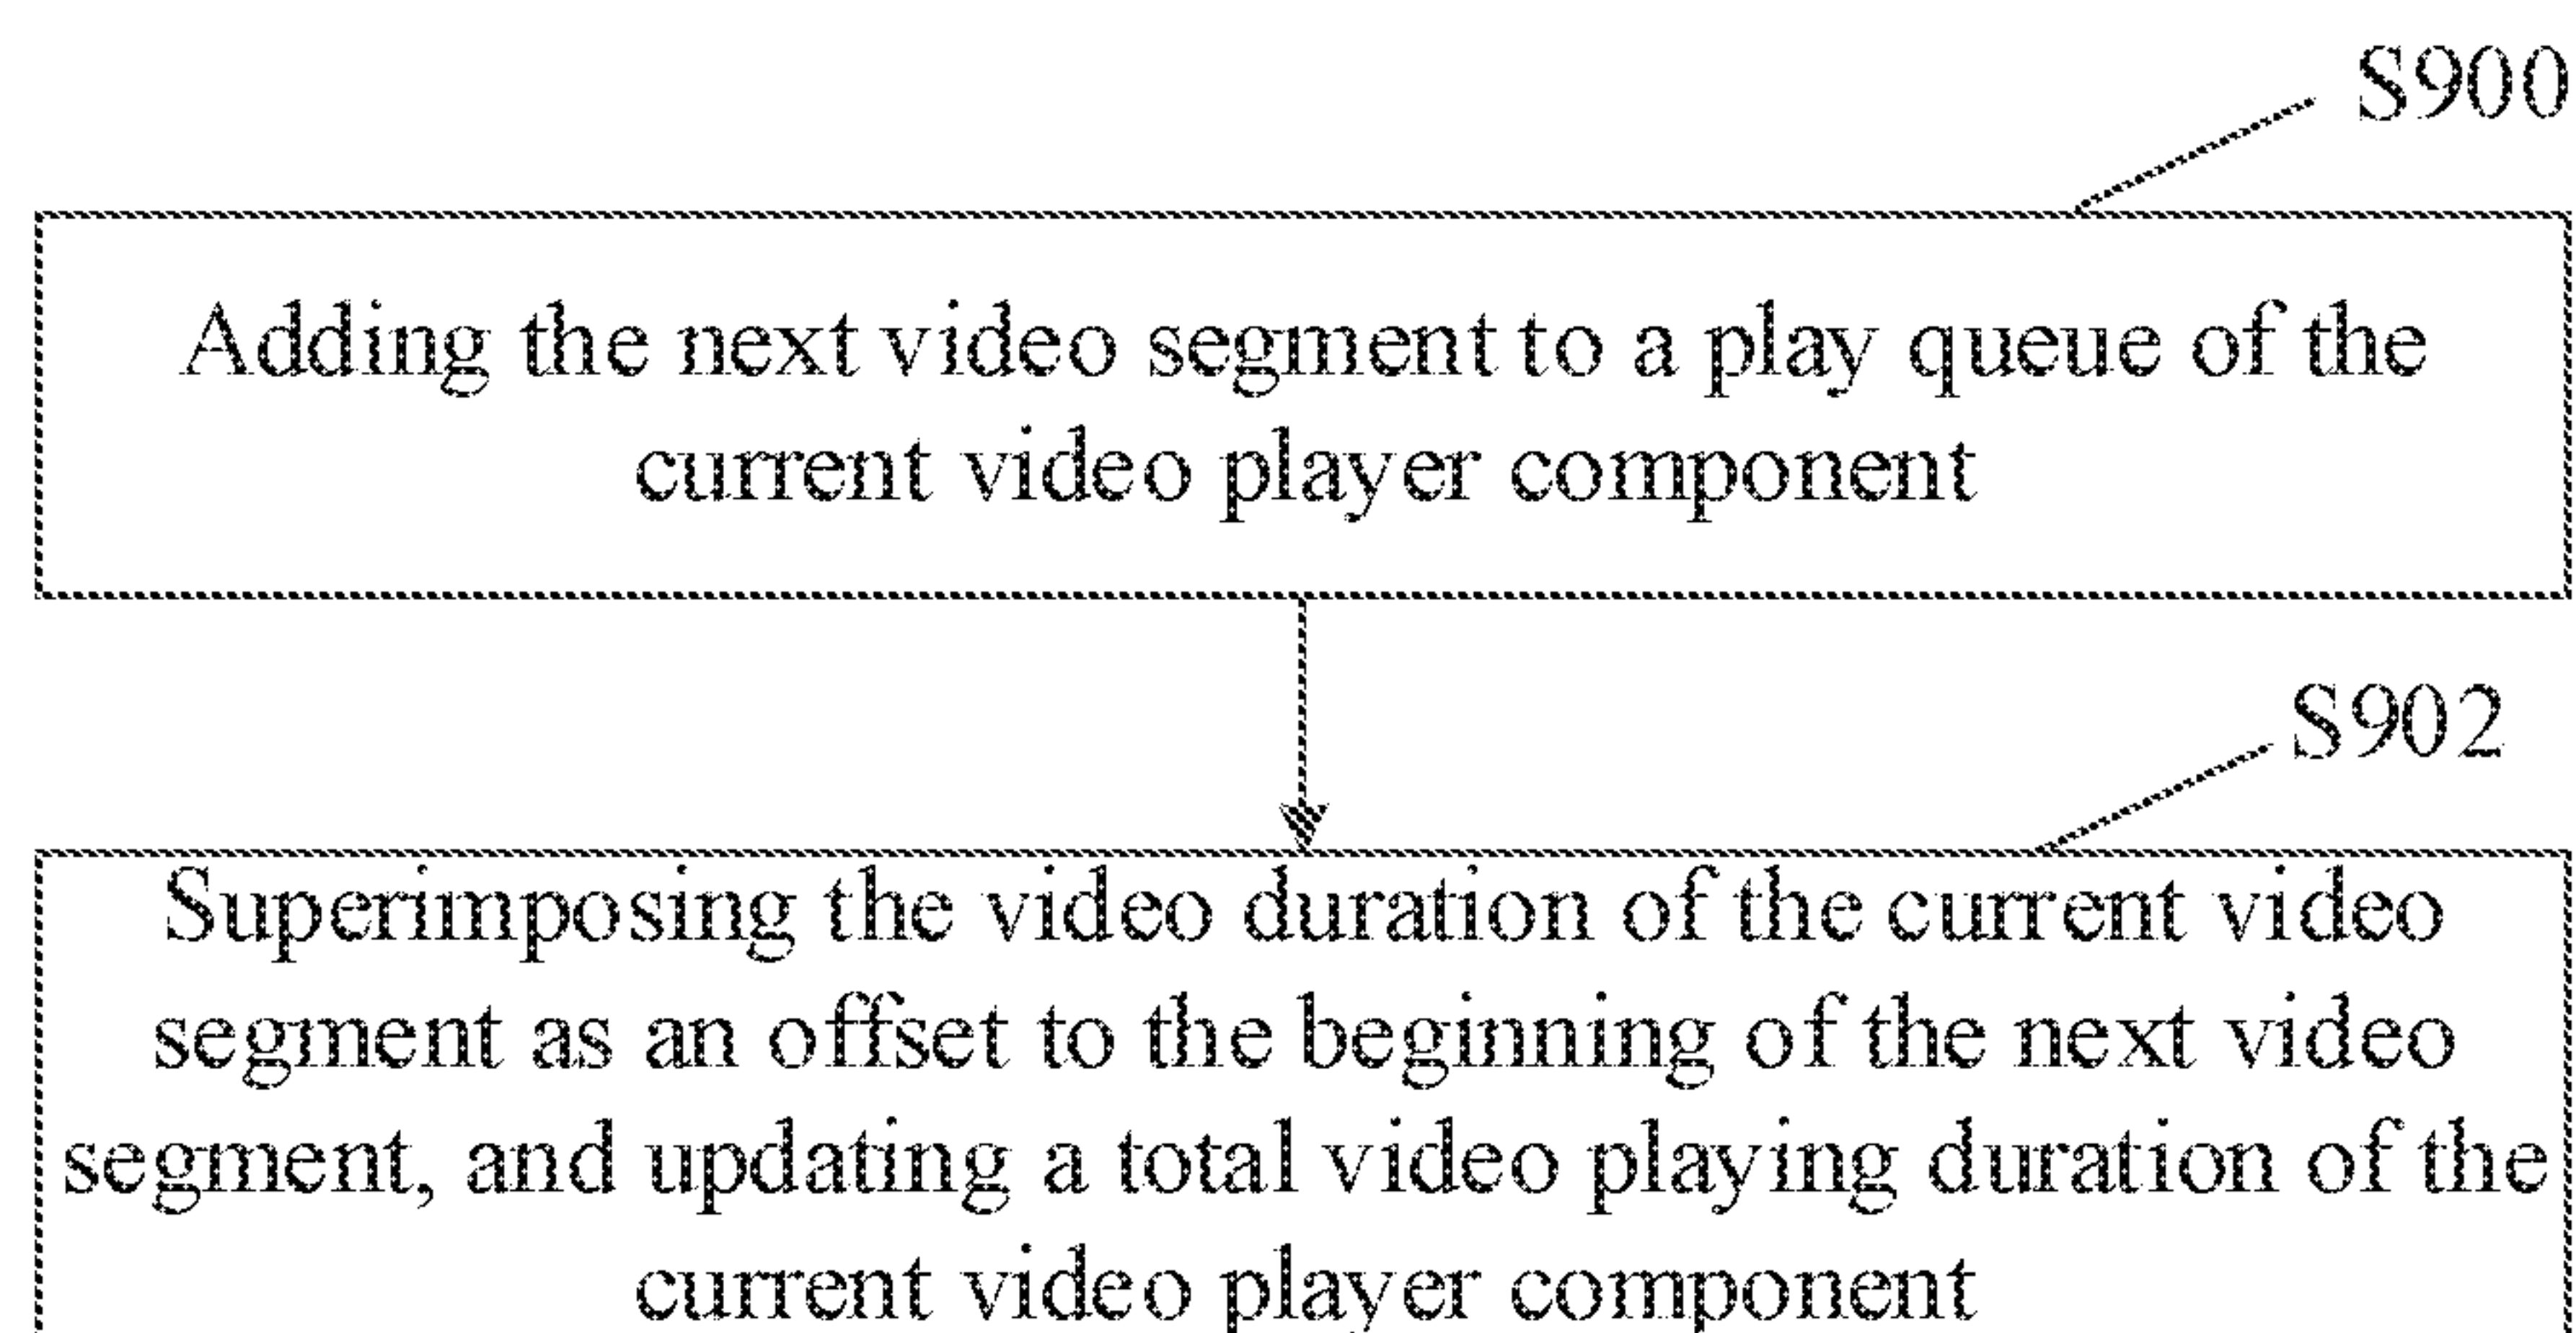 S900
Adding the next video segment to a play queue of the
current video player component
S902
Superimposing the video duration of the current video
segment as an offset to the beginning of the next video
segment, and updating a total video playing duration of the
current video player component